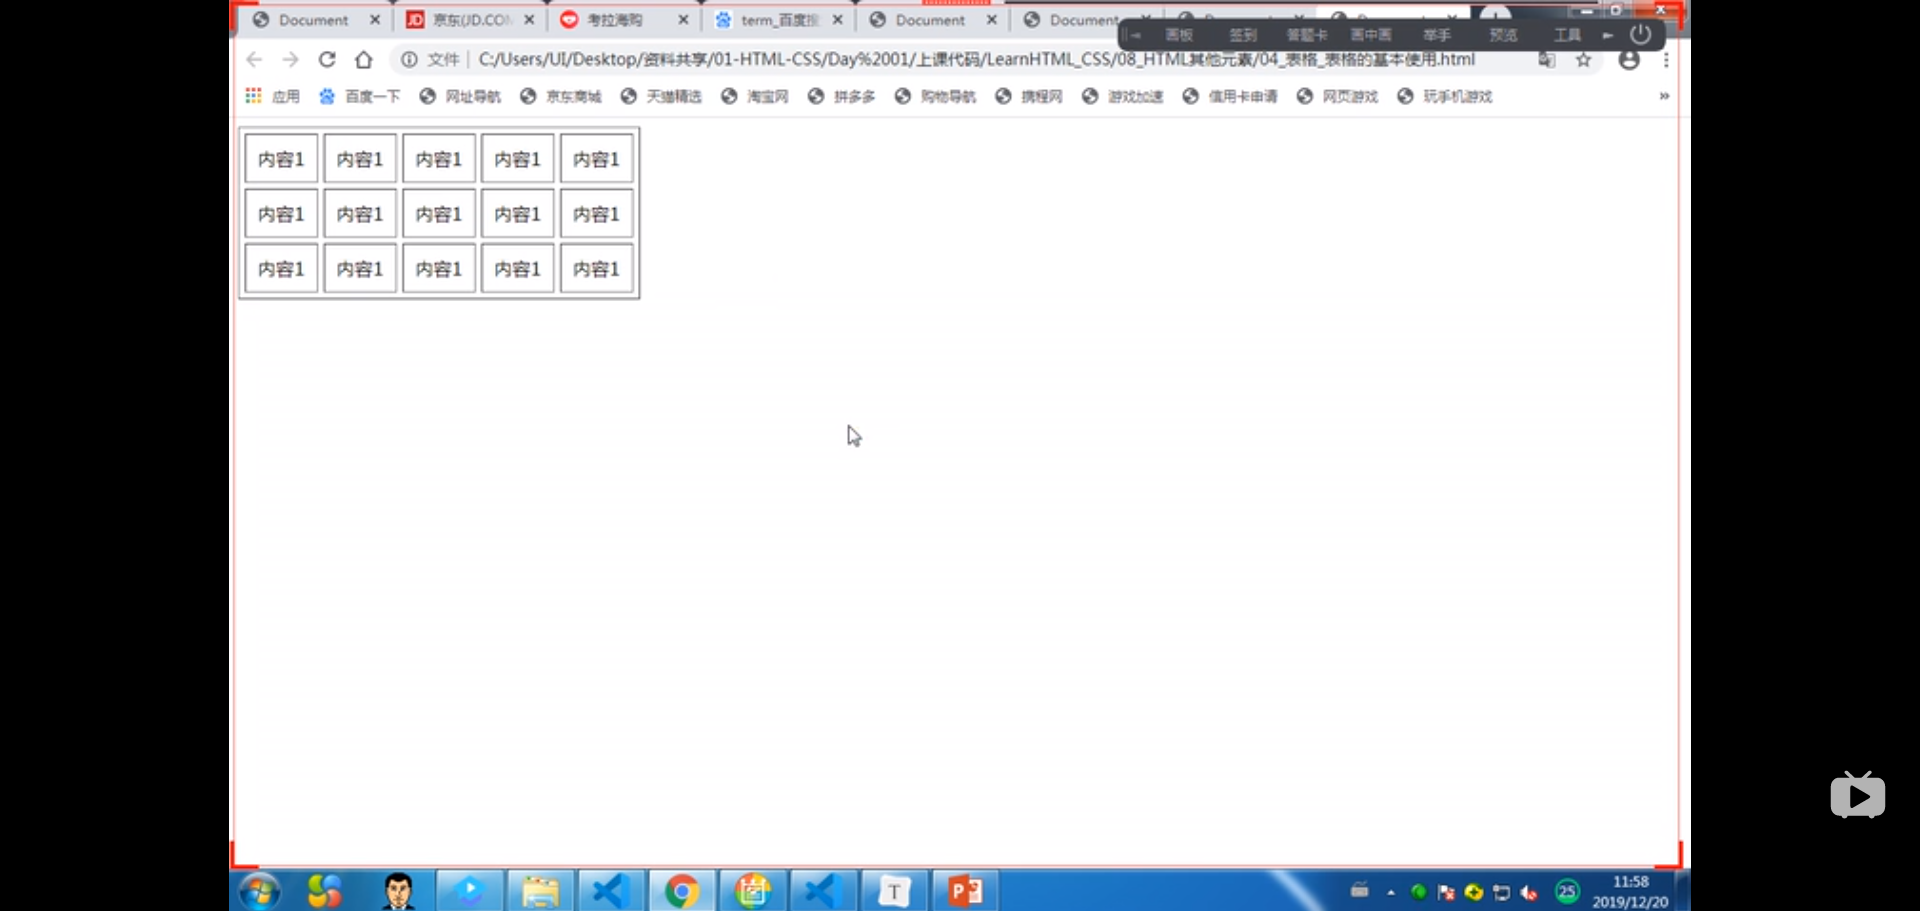 Document
京东(JD.COM
考拉海购
term_百度搜
Document
Document
画板 签到 答题卡 画中画 举手 预览 工具
文件 C:/Users/UI/Desktop/资料共享/01-HTML-CSS/Day%2001/上课代码/LearnHTML_CSS/08_HTML其他元素/04_表格_表格的基本使用.html
应用 百度一下 网址导航 京东商城 天猫精选 淘宝网 拼多多 购物导航 携程网 游戏加速 信用卡申请 网页游戏 玩手机游戏 »
内容1 内容1 内容1 内容1 内容1
内容1 内容1 内容1 内容1 内容1
内容1 内容1 内容1 内容1 内容1
T
P
25
11:58
2019/12/20